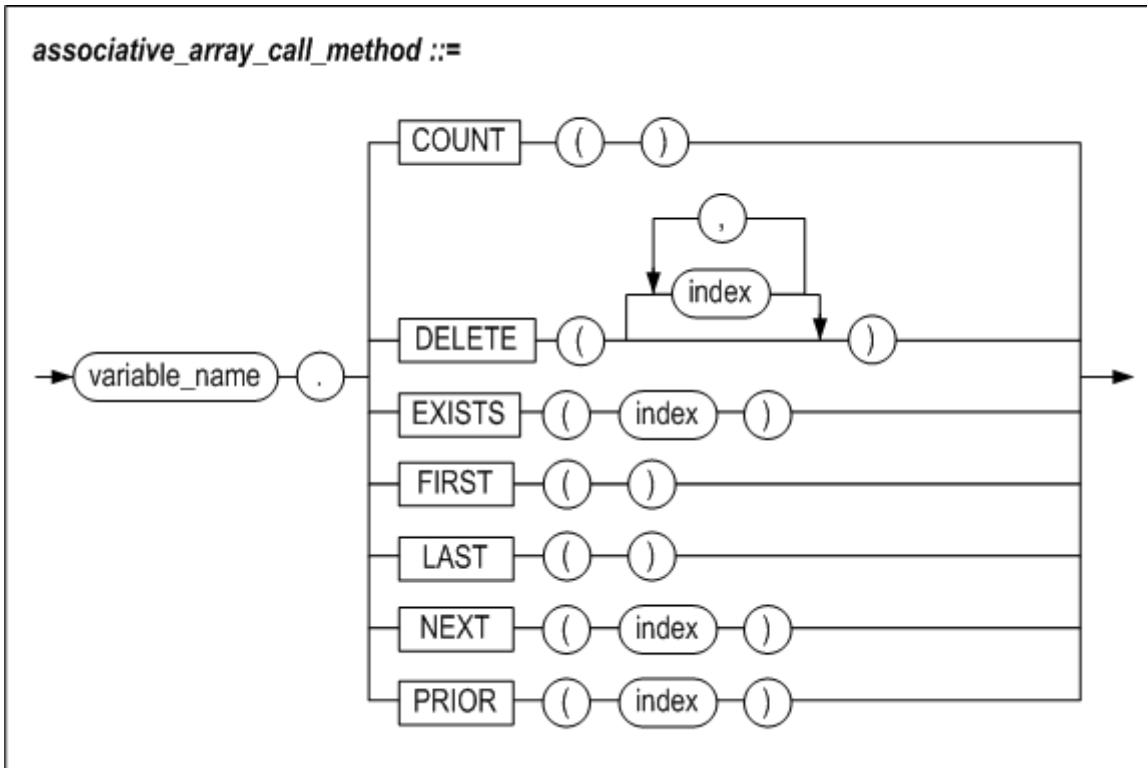 associative_array_call_method ::=
COUNT ( )
,
index
DELETE ( )
variable_name .
EXISTS ( index )
FIRST ( )
LAST ( )
NEXT ( index )
PRIOR ( index )